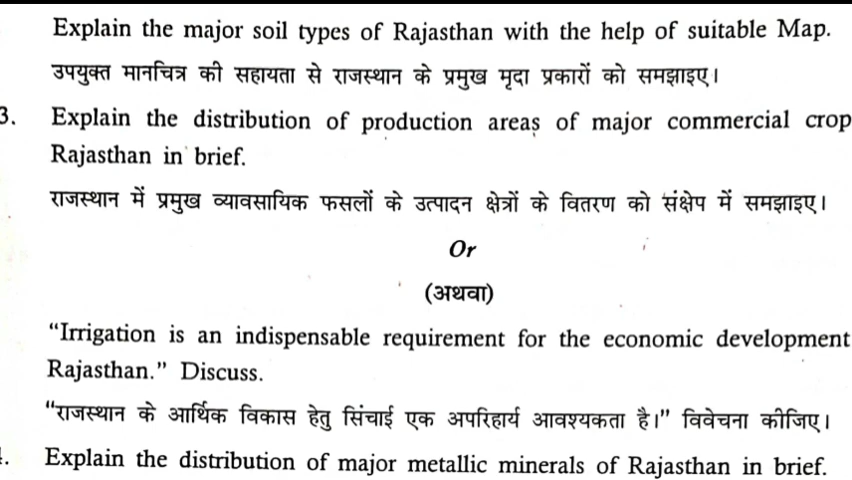 Explain the major soil types of Rajasthan with the help of suitable Map.
उपयुक्त मानचित्र की सहायता से राजस्थान के प्रमुख मृदा प्रकारों को समझाइए।
3. Explain the distribution of production areas of major commercial crop
Rajasthan in brief.
राजस्थान में प्रमुख व्यावसायिक फसलों के उत्पादन क्षेत्रों के वितरण को संक्षेप में समझाइए।
Or
(अथवा)
“Irrigation is an indispensable requirement for the economic development
Rajasthan.” Discuss.
“राजस्थान के आर्थिक विकास हेतु सिंचाई एक अपरिहार्य आवश्यकता है।” विवेचना कीजिए।
Explain the distribution of major metallic minerals of Rajasthan in brief.